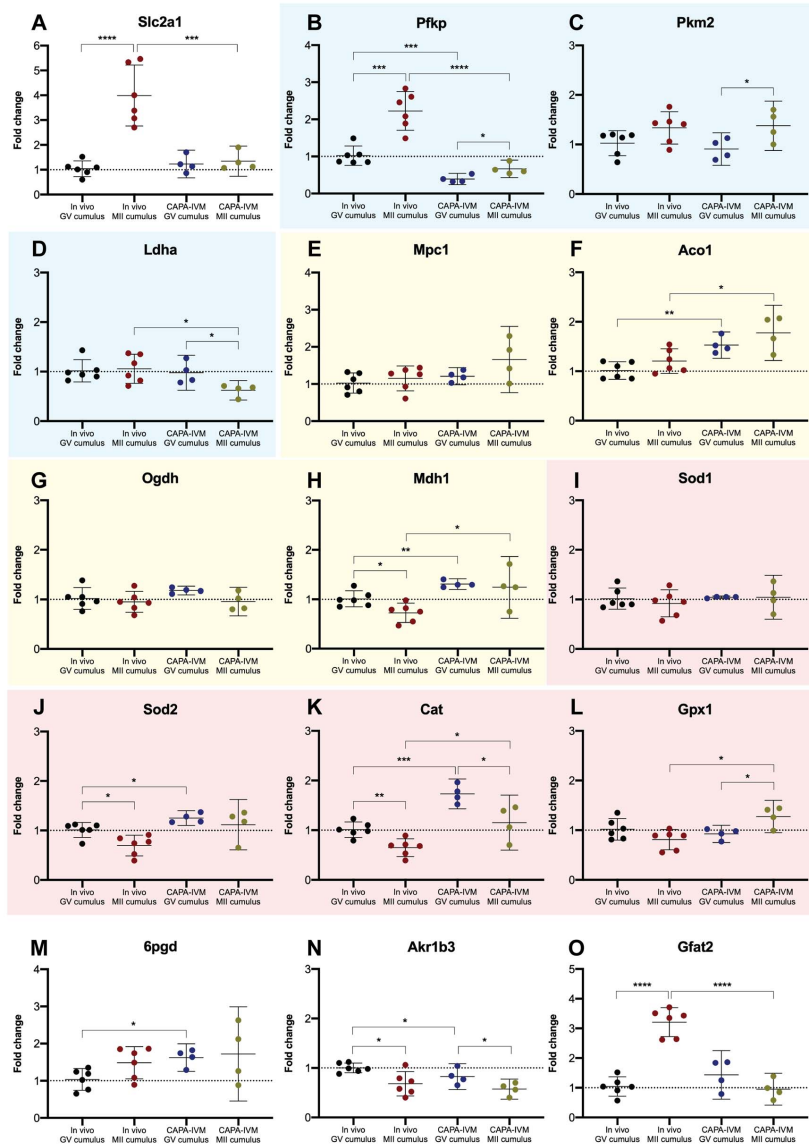 A Slc2a1
Fold change
6
5
4
3
2
1
0
**** ***
In vivo GV cumulus
In vivo MII cumulus
CAPA-IVM GV cumulus
CAPA-IVM MII cumulus
B Pfkp
Fold change
4
3
2
1
0
***
*** ****
*
In vivo GV cumulus
In vivo MII cumulus
CAPA-IVM GV cumulus
CAPA-IVM MII cumulus
C Pkm2
Fold change
3
2
1
0
*
In vivo GV cumulus
In vivo MII cumulus
CAPA-IVM GV cumulus
CAPA-IVM MII cumulus
D Ldha
Fold change
3
2
1
0
*
*
In vivo GV cumulus
In vivo MII cumulus
CAPA-IVM GV cumulus
CAPA-IVM MII cumulus
E Mpc1
Fold change
4
3
2
1
0
In vivo GV cumulus
In vivo MII cumulus
CAPA-IVM GV cumulus
CAPA-IVM MII cumulus
F Aco1
Fold change
3
2
1
0
*
**
In vivo GV cumulus
In vivo MII cumulus
CAPA-IVM GV cumulus
CAPA-IVM MII cumulus
G Ogdh
Fold change
3
2
1
0
In vivo GV cumulus
In vivo MII cumulus
CAPA-IVM GV cumulus
CAPA-IVM MII cumulus
H Mdh1
Fold change
3
2
1
0
*
**
*
In vivo GV cumulus
In vivo MII cumulus
CAPA-IVM GV cumulus
CAPA-IVM MII cumulus
I Sod1
Fold change
3
2
1
0
In vivo GV cumulus
In vivo MII cumulus
CAPA-IVM GV cumulus
CAPA-IVM MII cumulus
J Sod2
Fold change
3
2
1
0
*
*
In vivo GV cumulus
In vivo MII cumulus
CAPA-IVM GV cumulus
CAPA-IVM MII cumulus
K Cat
Fold change
3
2
1
0
*
*** *
**
In vivo GV cumulus
In vivo MII cumulus
CAPA-IVM GV cumulus
CAPA-IVM MII cumulus
L Gpx1
Fold change
3
2
1
0
*
*
In vivo GV cumulus
In vivo MII cumulus
CAPA-IVM GV cumulus
CAPA-IVM MII cumulus
M 6pgd
Fold change
4
3
2
1
0
*
In vivo GV cumulus
In vivo MII cumulus
CAPA-IVM GV cumulus
CAPA-IVM MII cumulus
N Akr1b3
Fold change
3
2
1
0
*
* *
In vivo GV cumulus
In vivo MII cumulus
CAPA-IVM GV cumulus
CAPA-IVM MII cumulus
O Gfat2
Fold change
5
4
3
2
1
0
**** ****
In vivo GV cumulus
In vivo MII cumulus
CAPA-IVM GV cumulus
CAPA-IVM MII cumulus